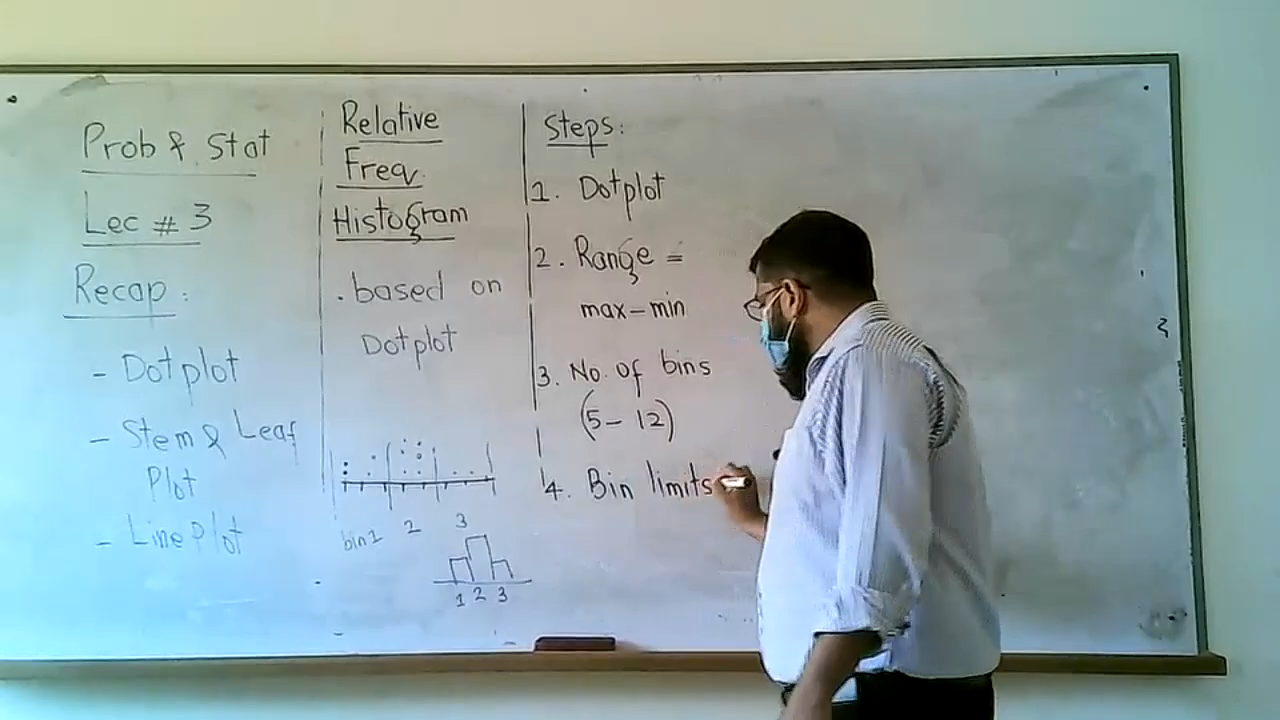 Prob & Stat
Lec # 3
Recap:
- Dotplot
- Stem & Leaf
Plot
- Line Plot
Relative
Freq.
Histogram
. based on
Dotplot
bin1 2 3
1 2 3
Steps:
1. Dotplot
2. Range =
max - min
3. No. of bins
(5 - 12)
4. Bin limits